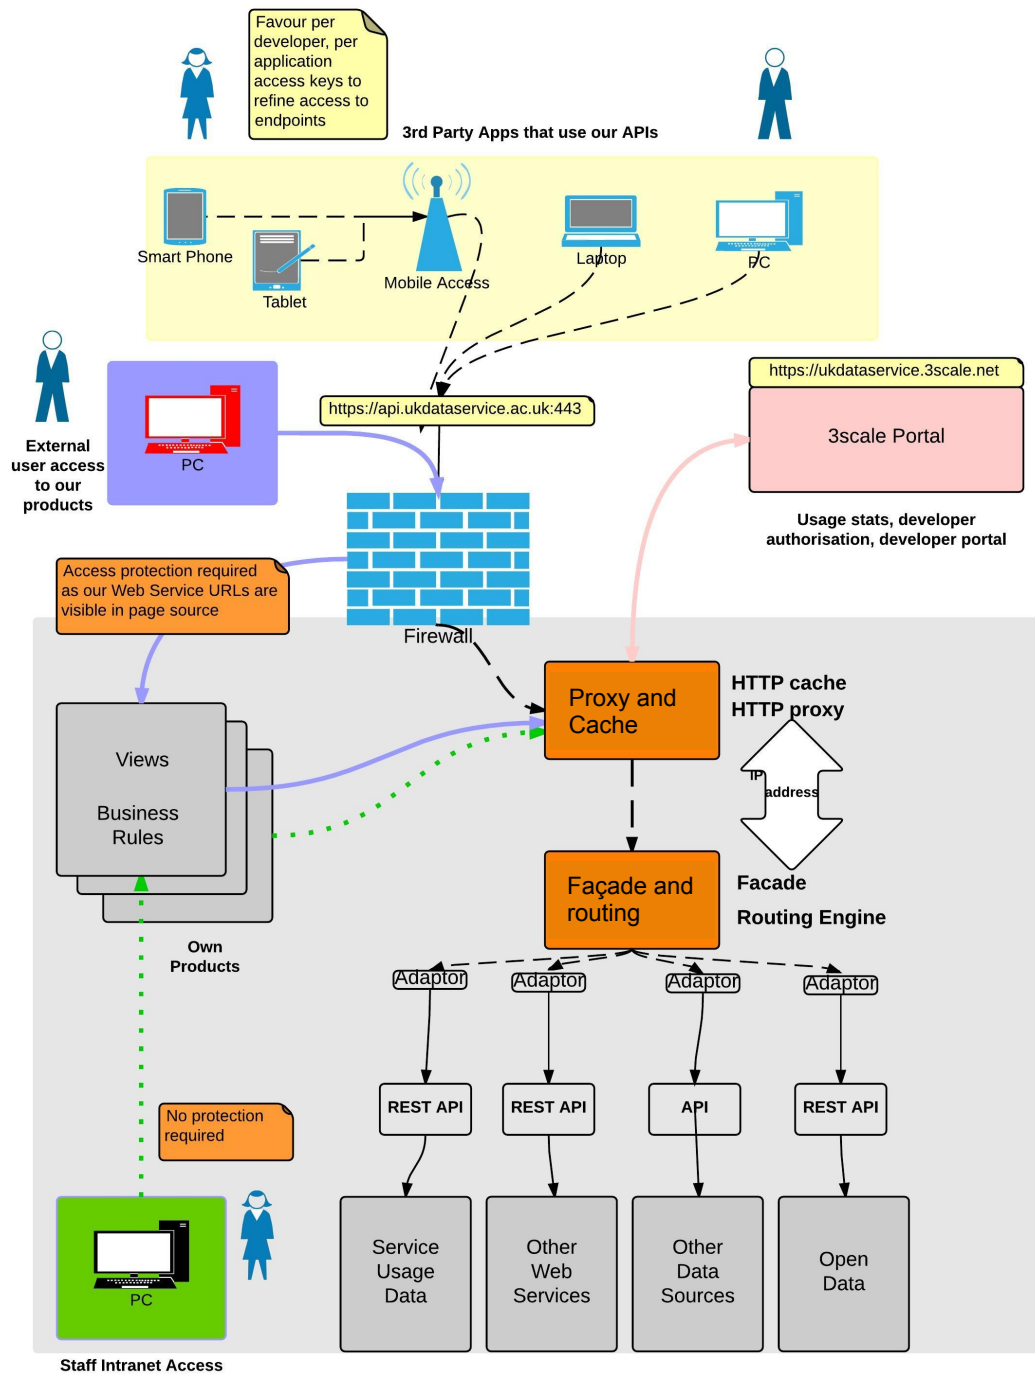 Favour per
developer, per
application
access keys to
refine access to
endpoints
3rd Party Apps that use our APIs
Smart Phone
Tablet
Mobile Access
Laptop
PC
https://api.ukdataservice.ac.uk:443
https://ukdataservice.3scale.net
3scale Portal
Usage stats, developer
authorisation, developer portal
External
user access
to our
products
PC
Access protection required
as our Web Service URLs are
visible in page source
Firewall
Proxy and
Cache
HTTP cache
HTTP proxy
IP
address
Views
Business
Rules
Own
Products
Façade and
routing
Facade
Routing Engine
Adaptor
Adaptor
Adaptor
Adaptor
REST API
REST API
API
REST API
No protection
required
Service
Usage
Data
Other
Web
Services
Other
Data
Sources
Open
Data
PC
Staff Intranet Access